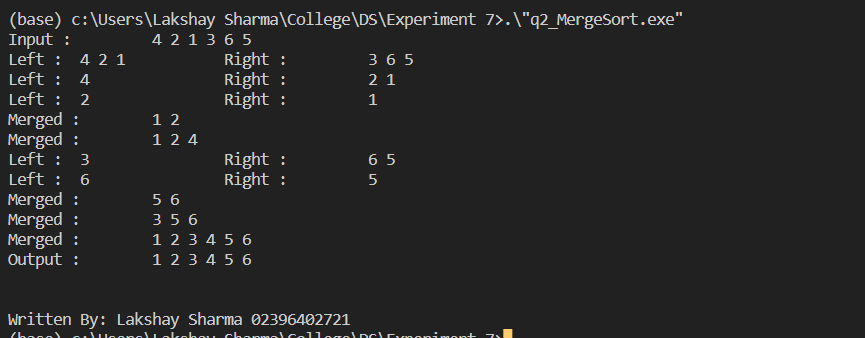 (base) c:\Users\Lakshay Sharma\College\DS\Experiment 7>.\"q2_MergeSort.exe"
Input :         4 2 1 3 6 5
Left :  4 2 1           Right :         3 6 5
Left :  4               Right :         2 1
Left :  2               Right :         1
Merged :        1 2
Merged :        1 2 4
Left :  3               Right :         6 5
Left :  6               Right :         5
Merged :        5 6
Merged :        3 5 6
Merged :        1 2 3 4 5 6
Output :        1 2 3 4 5 6
Written By: Lakshay Sharma 02396402721
(base) c:\Users\Lakshay Sharma\College\DS\Experiment 7>